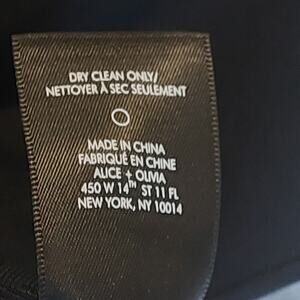 DRY CLEAN ONLY/
NETTOYER À SEC SEULEMENT
MADE IN CHINA
FABRIQUÉ EN CHINE
ALICE + OLIVIA
450 W 14TH ST 11 FL
NEW YORK, NY 10014